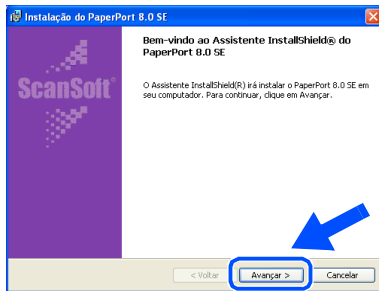 Instalação do PaperPort 8.0 SE
Bem-vindo ao Assistente InstallShield® do
PaperPort 8.0 SE
ScanSoft®
O Assistente InstallShield(R) irá instalar o PaperPort 8.0 SE em
seu computador. Para continuar, clique em Avançar.
< Voltar
Avançar >
Cancelar